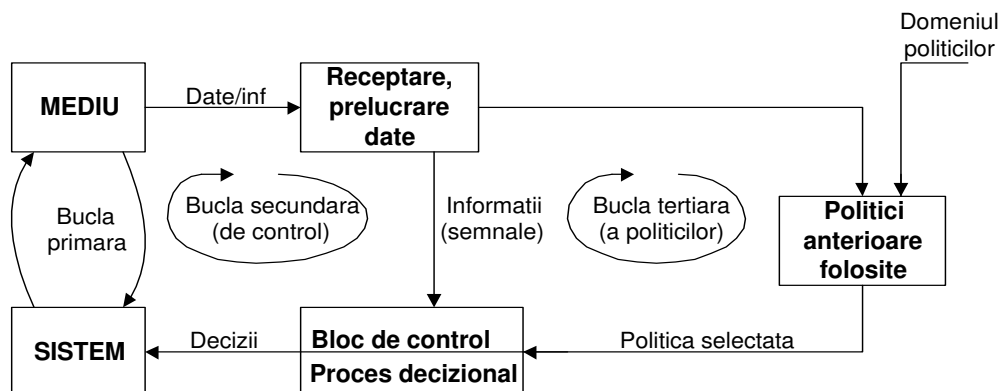 Domeniul
politicilor
MEDIU
Date/inf
Receptare,
prelucrare
date
Bucla
primara
Bucla secundara
(de control)
Informatii
(semnale)
Bucla tertiara
(a politicilor)
Politici
anterioare
folosite
SISTEM
Decizii
Bloc de control
Proces decizional
Politica selectata